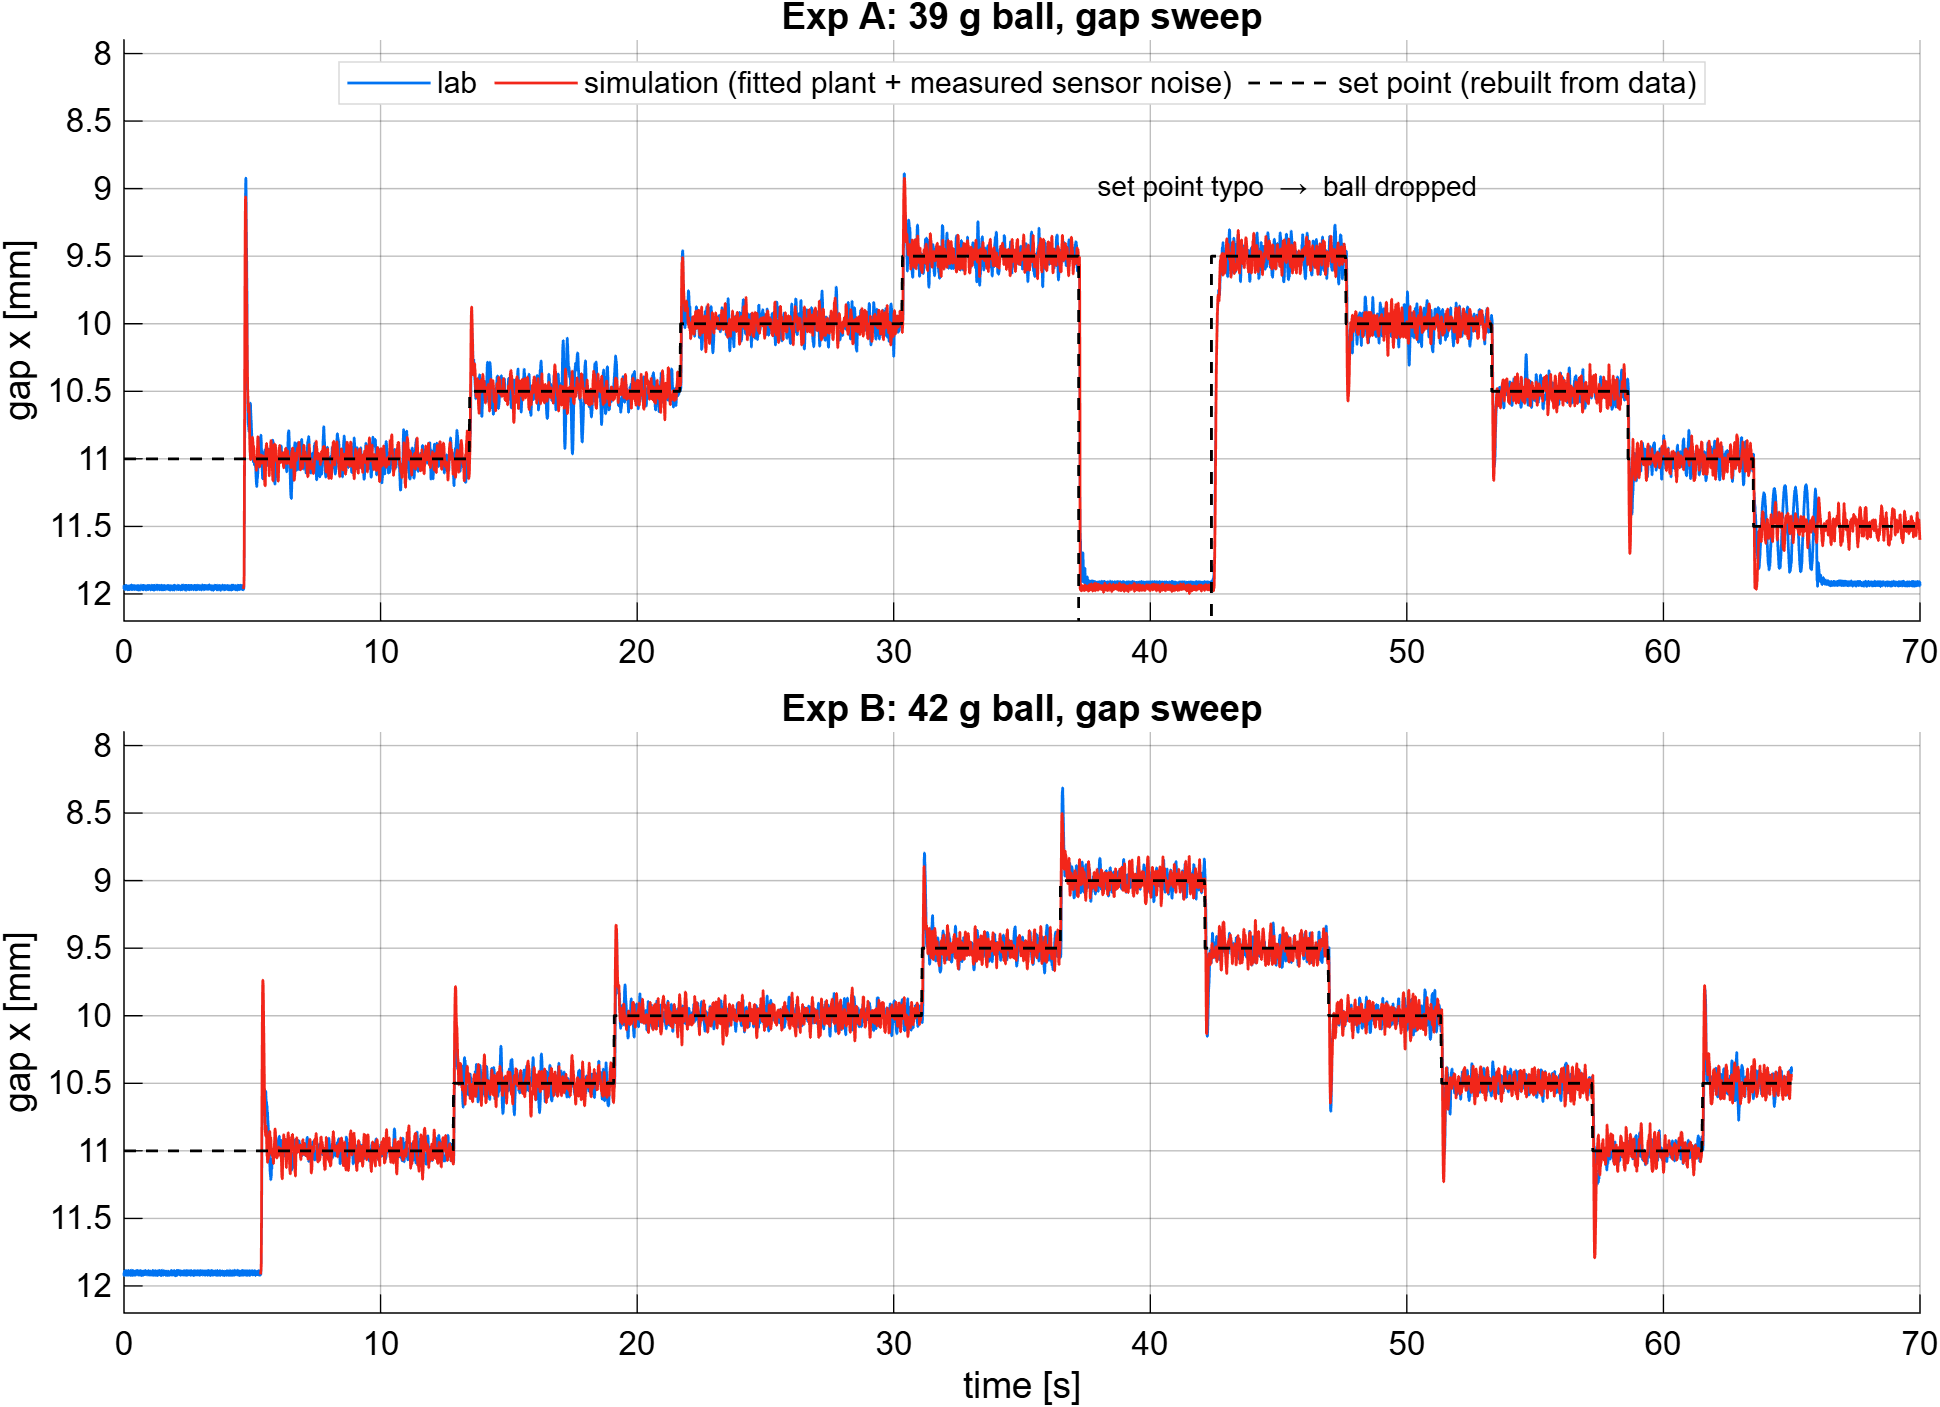 Exp A: 39 g ball, gap sweep
lab simulation (fitted plant + measured sensor noise) set point (rebuilt from data)
set point typo → ball dropped
gap x [mm]
8
8.5
9
9.5
10
10.5
11
11.5
12
0 10 20 30 40 50 60 70
Exp B: 42 g ball, gap sweep
gap x [mm]
8
8.5
9
9.5
10
10.5
11
11.5
12
0 10 20 30 40 50 60 70
time [s]